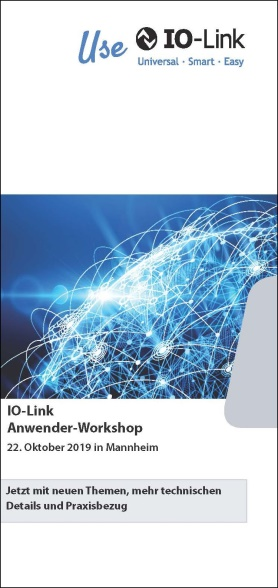 Use IO-Link
Universal · Smart · Easy
IO-Link
Anwender-Workshop
22. Oktober 2019 in Mannheim
Jetzt mit neuen Themen, mehr technischen
Details und Praxisbezug